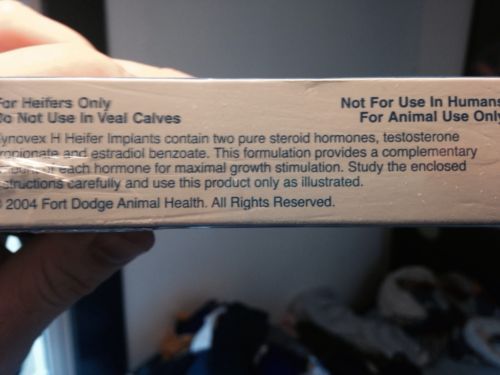 For Heifers Only
Do Not Use In Veal Calves
Not For Use In Humans
For Animal Use Only
Synovex H Heifer Implants contain two pure steroid hormones, testosterone
propionate and estradiol benzoate. This formulation provides a complementary
amount of each hormone for maximal growth stimulation. Study the enclosed
instructions carefully and use this product only as illustrated.
© 2004 Fort Dodge Animal Health. All Rights Reserved.